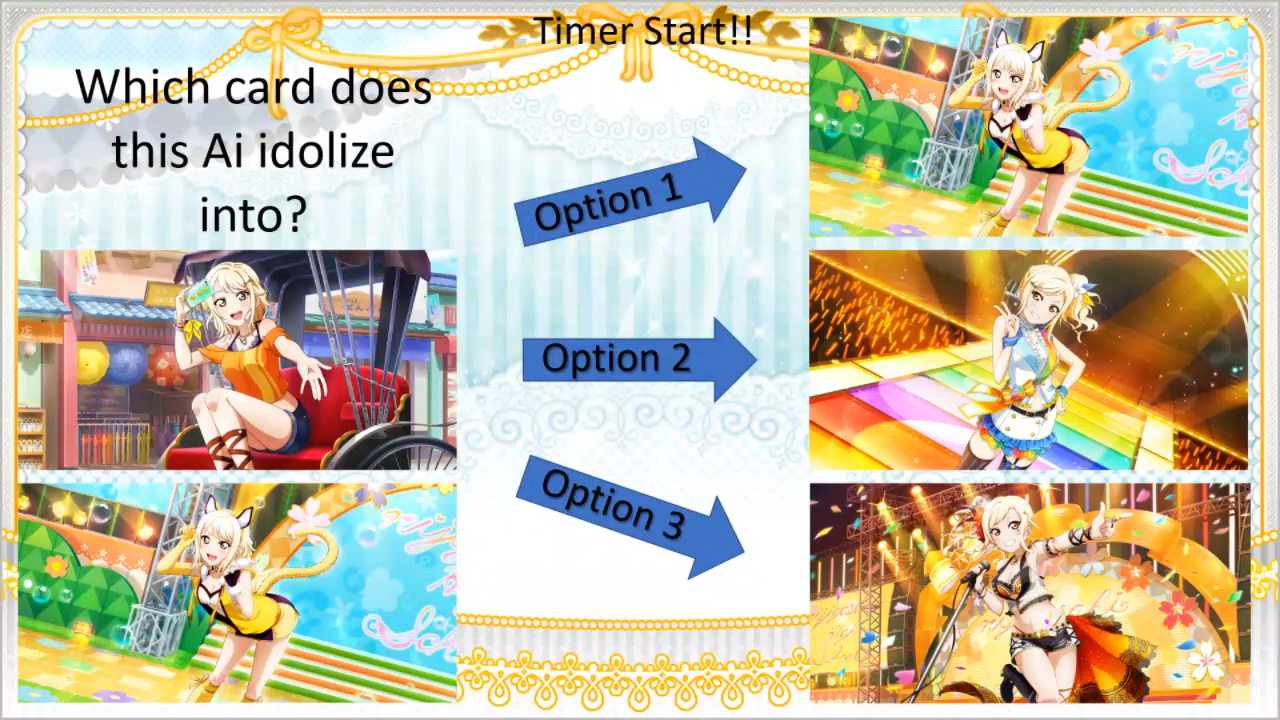 Timer Start!!
Which card does
this Ai idolize
into?
Option 1
Option 2
Option 3